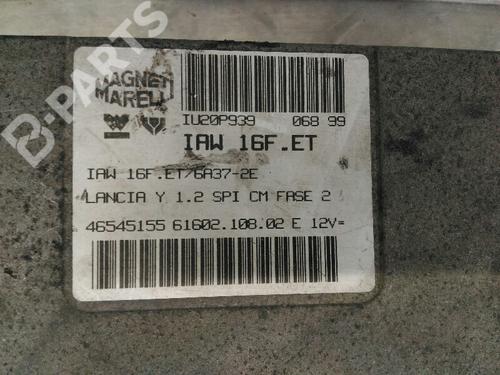 B-PARTS
MAGNETI
MARELLI
IU20P939 068 99
IAW 16F.ET
IAW 16F.ET/6A37-2E
LANCIA Y 1.2 SPI CM FASE 2
46545155 61602.108.02 E 12V=